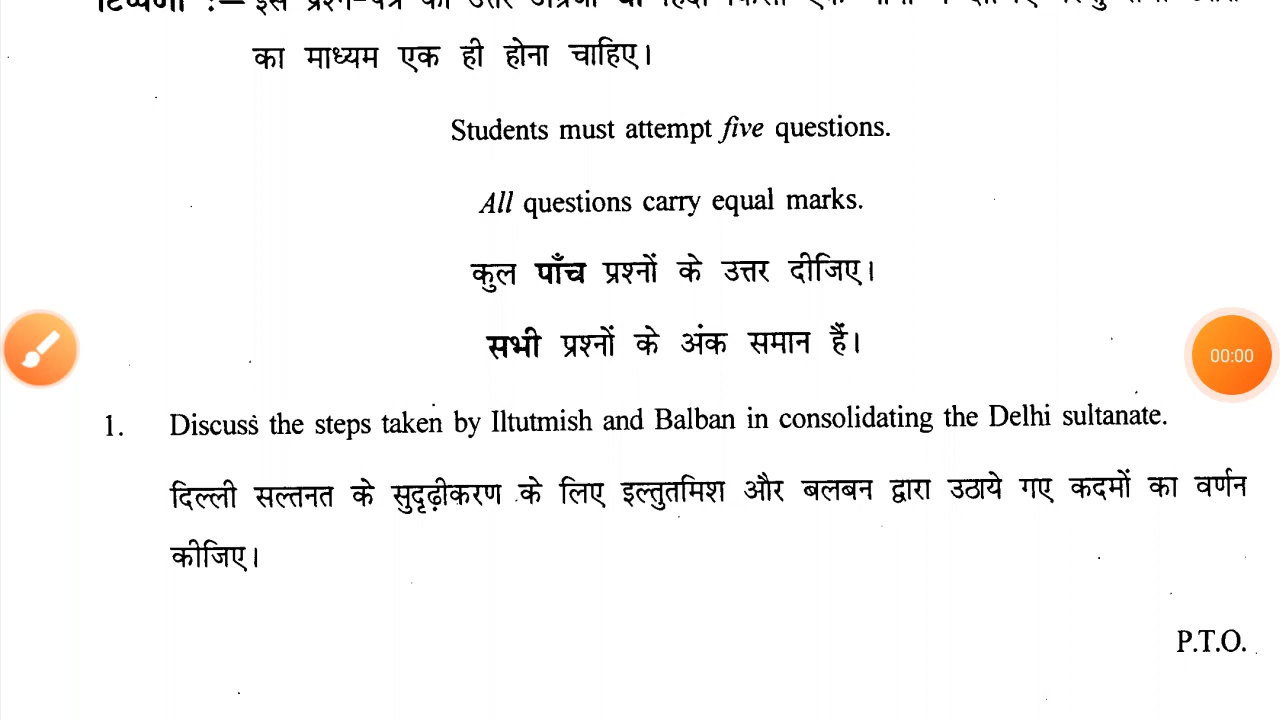 का माध्यम एक ही होना चाहिए।
Students must attempt five questions.
All questions carry equal marks.
कुल पाँच प्रश्नों के उत्तर दीजिए।
सभी प्रश्नों के अंक समान हैं।
00:00
1. Discuss the steps taken by Iltutmish and Balban in consolidating the Delhi sultanate.
दिल्ली सल्तनत के सुदृढ़ीकरण के लिए इल्तुतमिश और बलबन द्वारा उठाये गए कदमों का वर्णन
कीजिए।
P.T.O.